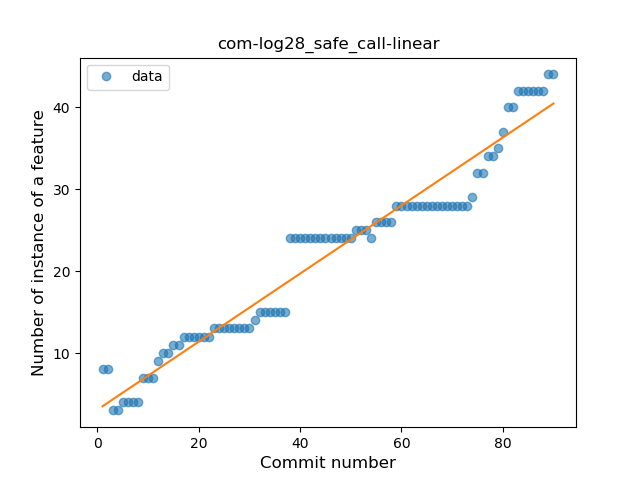 com-log28_safe_call-linear
data
Number of instance of a feature
40
30
20
10
0
20
40
60
80
Commit number